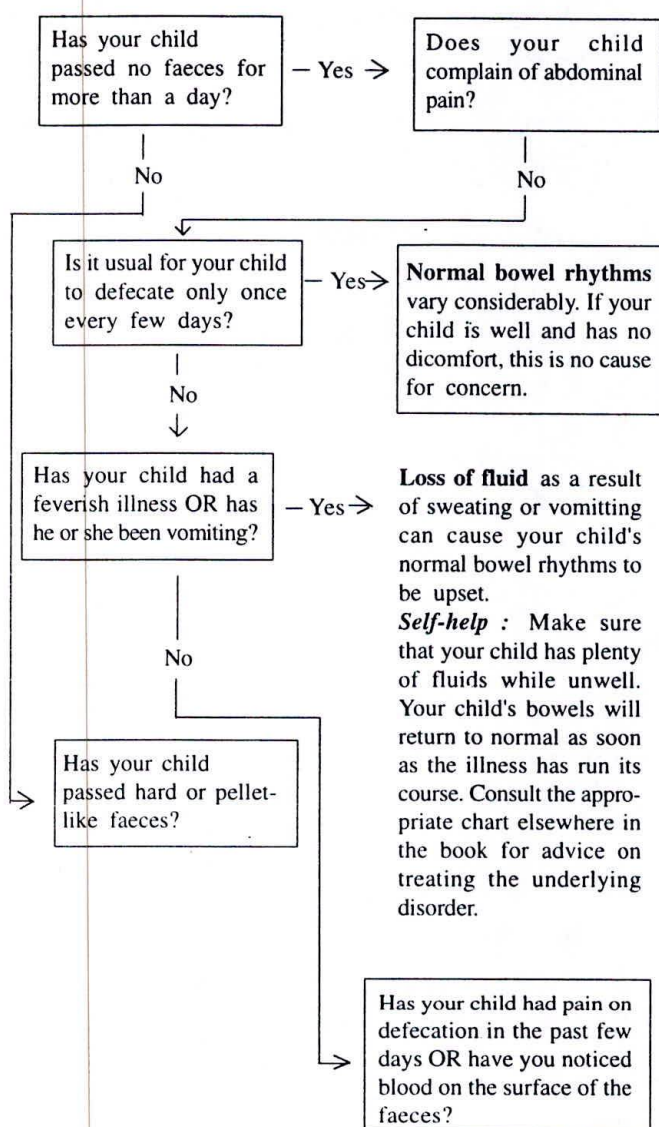 Has your child
passed no faeces for
more than a day?
– Yes →
Does your child
complain of abdominal
pain?
No
No
Is it usual for your child
to defecate only once
every few days?
– Yes→
Normal bowel rhythms
vary considerably. If your
child is well and has no
dicomfort, this is no cause
for concern.
No
Has your child had a
feverish illness OR has
he or she been vomiting?
– Yes→
Loss of fluid as a result
of sweating or vomitting
can cause your child's
normal bowel rhythms to
be upset.
Self-help : Make sure
that your child has plenty
of fluids while unwell.
Your child's bowels will
return to normal as soon
as the illness has run its
course. Consult the appro-
priate chart elsewhere in
the book for advice on
treating the underlying
disorder.
No
Has your child
passed hard or pellet-
like faeces?
Has your child had pain on
defecation in the past few
days OR have you noticed
blood on the surface of the
faeces?